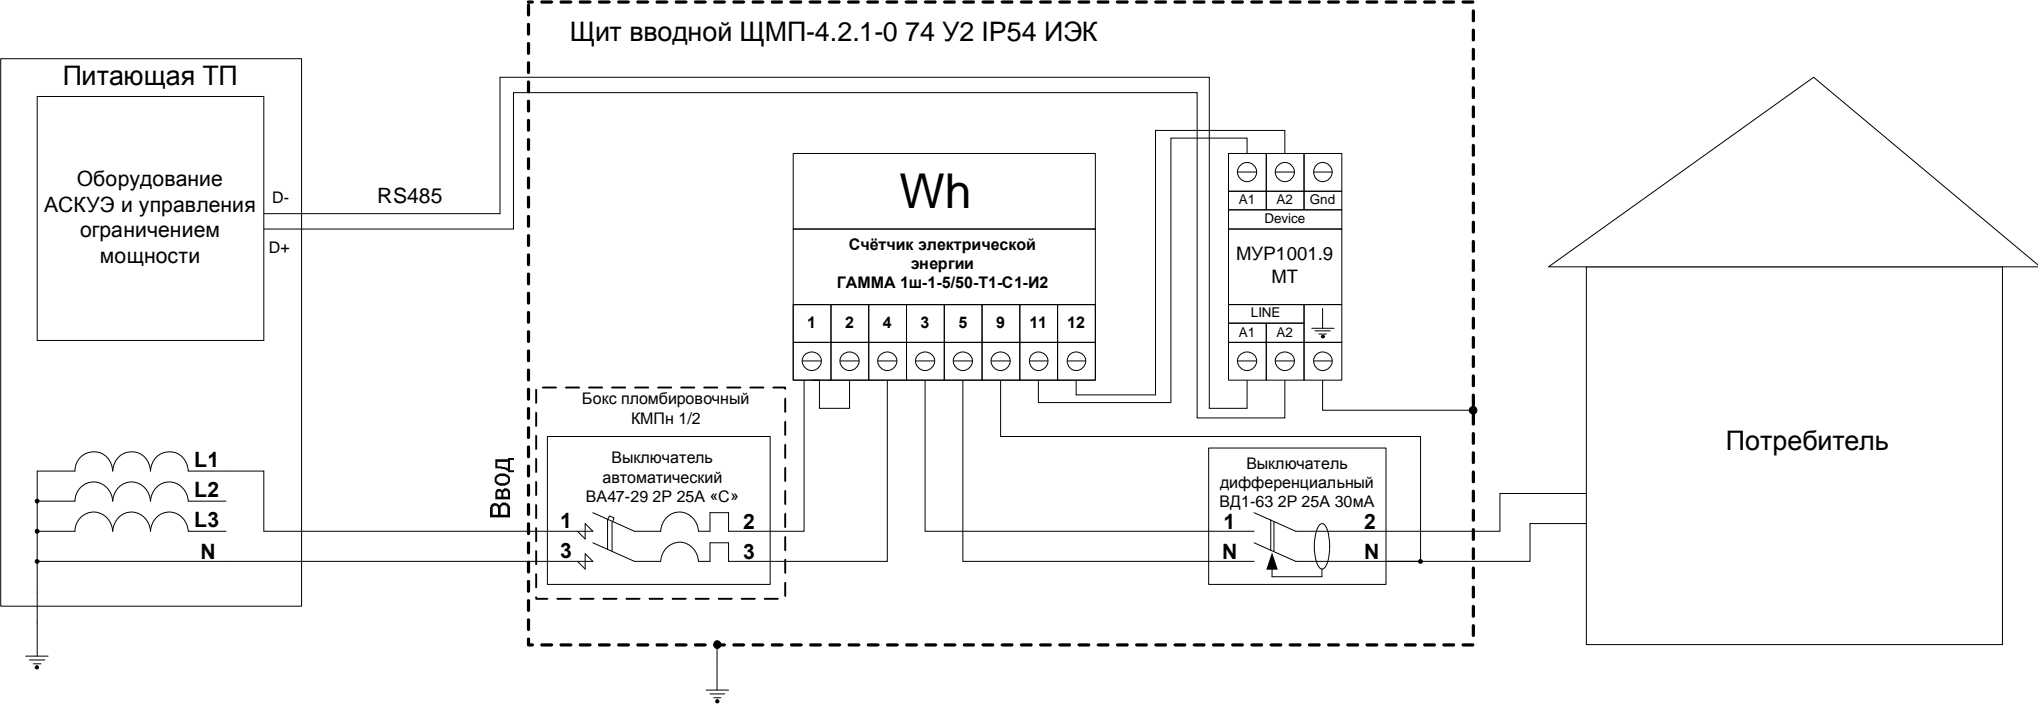 Щит вводной ЩМП-4.2.1-0 74 У2 IP54 ИЭК
Питающая ТП
Оборудование
АСКУЭ и управления
ограничением
мощности
D-
D+
RS485
L1
L2
L3
N
Ввод
Бокс пломбировочный
КМПн 1/2
Выключатель
автоматический
ВА47-29 2Р 25А «С»
1
2
3
3
Wh
Счётчик электрической
энергии
ГАММА 1ш-1-5/50-Т1-С1-И2
1 2 4 3 5 9 11 12
A1 A2 Gnd
Device
МУР1001.9
МТ
LINE
A1 A2
Выключатель
дифференциальный
ВД1-63 2Р 25А 30мА
1
2
N
N
Потребитель